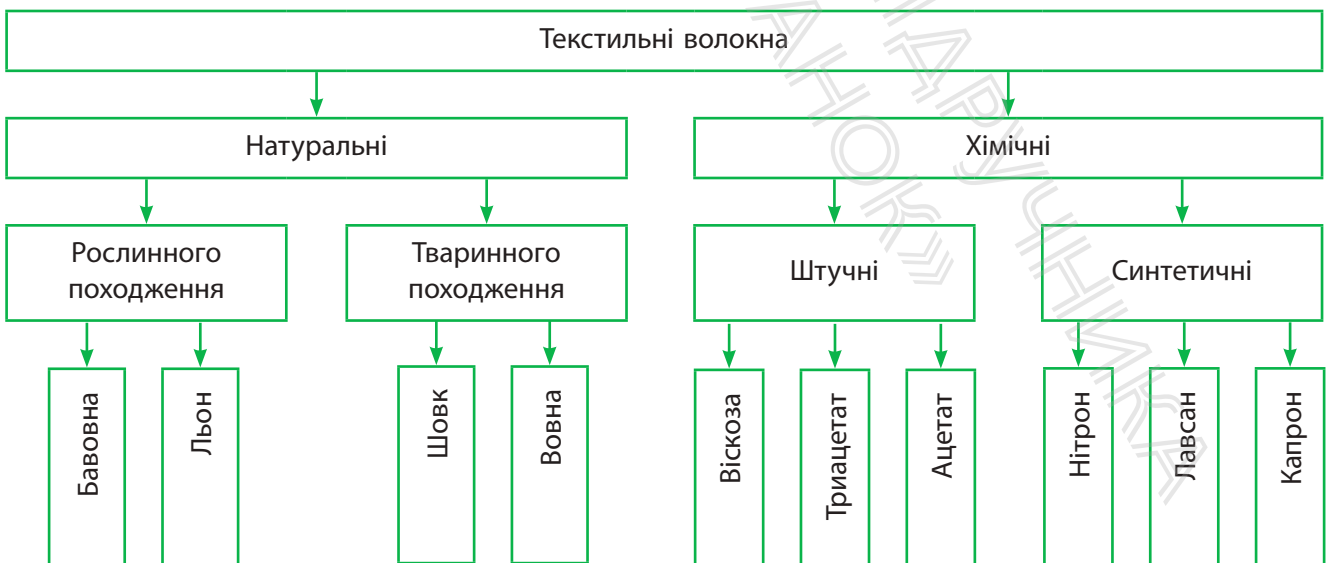 Текстильні волокна
Натуральні
Хімічні
Рослинного
походження
Тваринного
походження
Штучні
Синтетичні
Бавовна
Льон
Шовк
Вовна
Віскоза
Триацетат
Ацетат
Нітрон
Лавсан
Капрон